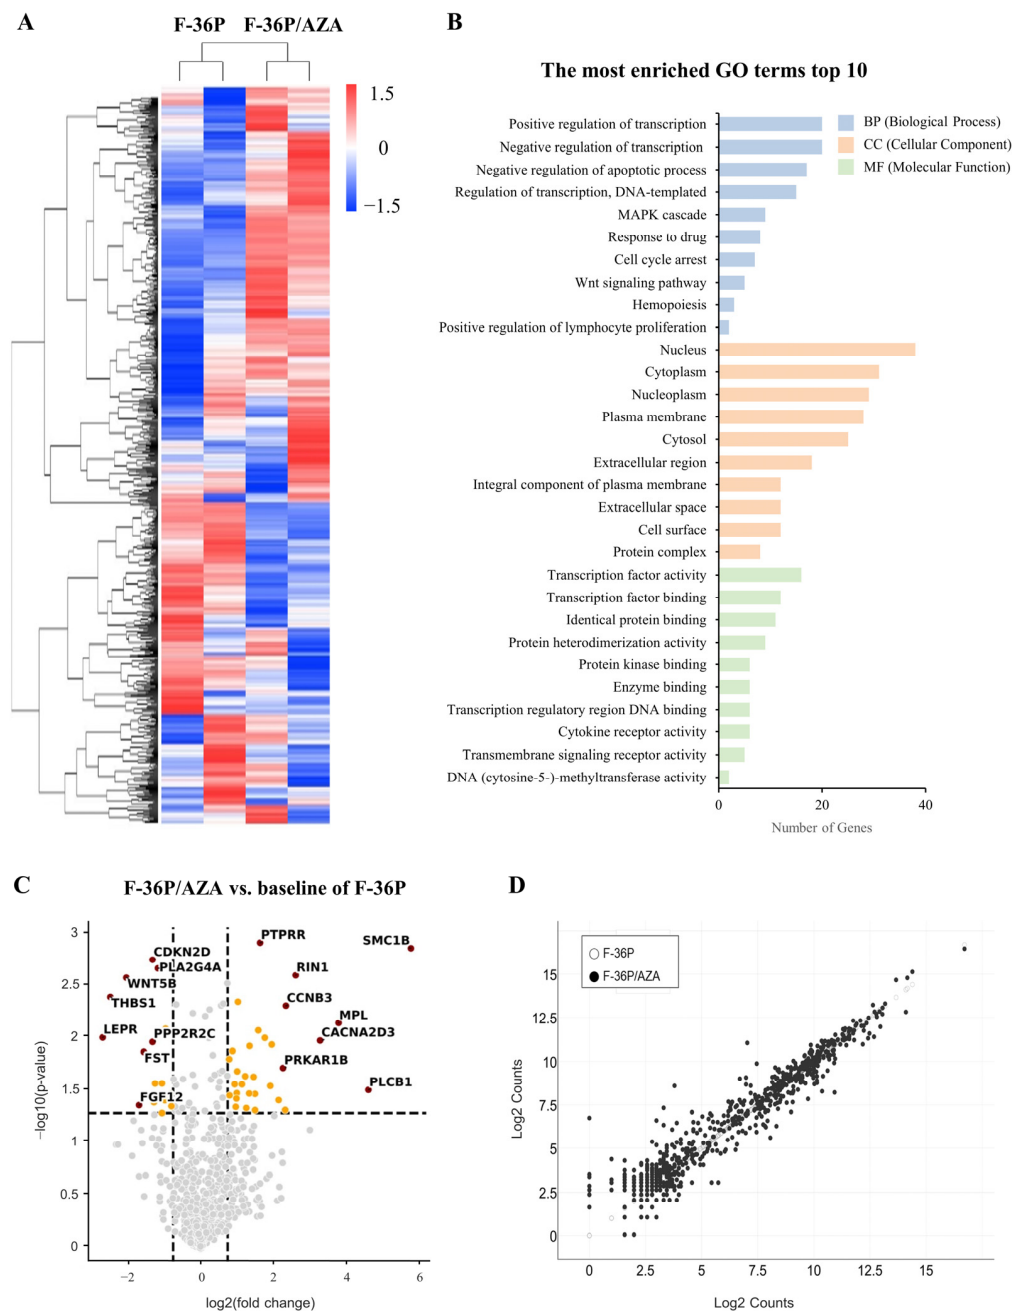 A
F-36P
F-36P/AZA
1.5
0
−1.5
B
The most enriched GO terms top 10
Positive regulation of transcription
Negative regulation of transcription
Negative regulation of apoptotic process
Regulation of transcription, DNA-templated
MAPK cascade
Response to drug
Cell cycle arrest
Wnt signaling pathway
Hemopoiesis
Positive regulation of lymphocyte proliferation
Nucleus
Cytoplasm
Nucleoplasm
Plasma membrane
Cytosol
Extracellular region
Integral component of plasma membrane
Extracellular space
Cell surface
Protein complex
Transcription factor activity
Transcription factor binding
Identical protein binding
Protein heterodimerization activity
Protein kinase binding
Enzyme binding
Transcription regulatory region DNA binding
Cytokine receptor activity
Transmembrane signaling receptor activity
DNA (cytosine-5-)-methyltransferase activity
BP (Biological Process)
CC (Cellular Component)
MF (Molecular Function)
0 20 40
Number of Genes
C
F-36P/AZA vs. baseline of F-36P
−log10(p-value)
3
2.5
2
1.5
1
0.5
0
CDKN2D
PLA2G4A
WNT5B
THBS1
LEPR
PPP2R2C
FST
FGF12
PTPRR
SMC1B
RIN1
CCNB3
MPL
CACNA2D3
PRKAR1B
PLCB1
−2 0 2 4 6
log2(fold change)
D
F-36P
F-36P/AZA
Log2 Counts
15
12.5
10
7.5
5
2.5
0
0 2.5 5 7.5 10 12.5 15
Log2 Counts